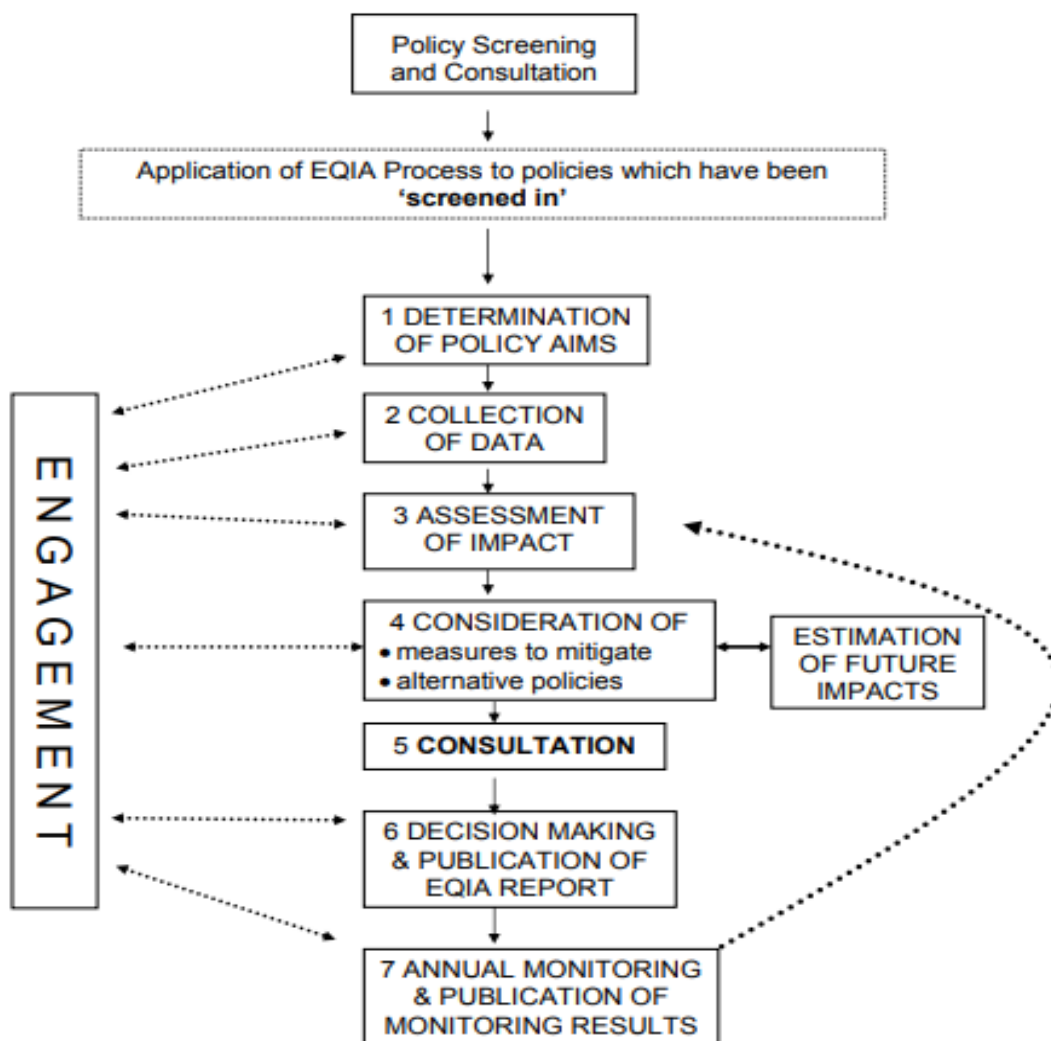 Policy Screening
and Consultation
Application of EQIA Process to policies which have been
‘screened in’
1 DETERMINATION
OF POLICY AIMS
2 COLLECTION
OF DATA
3 ASSESSMENT
OF IMPACT
4 CONSIDERATION OF
• measures to mitigate
• alternative policies
ESTIMATION
OF FUTURE
IMPACTS
5 CONSULTATION
6 DECISION MAKING
& PUBLICATION OF
EQIA REPORT
7 ANNUAL MONITORING
& PUBLICATION OF
MONITORING RESULTS
ENGAGEMENT